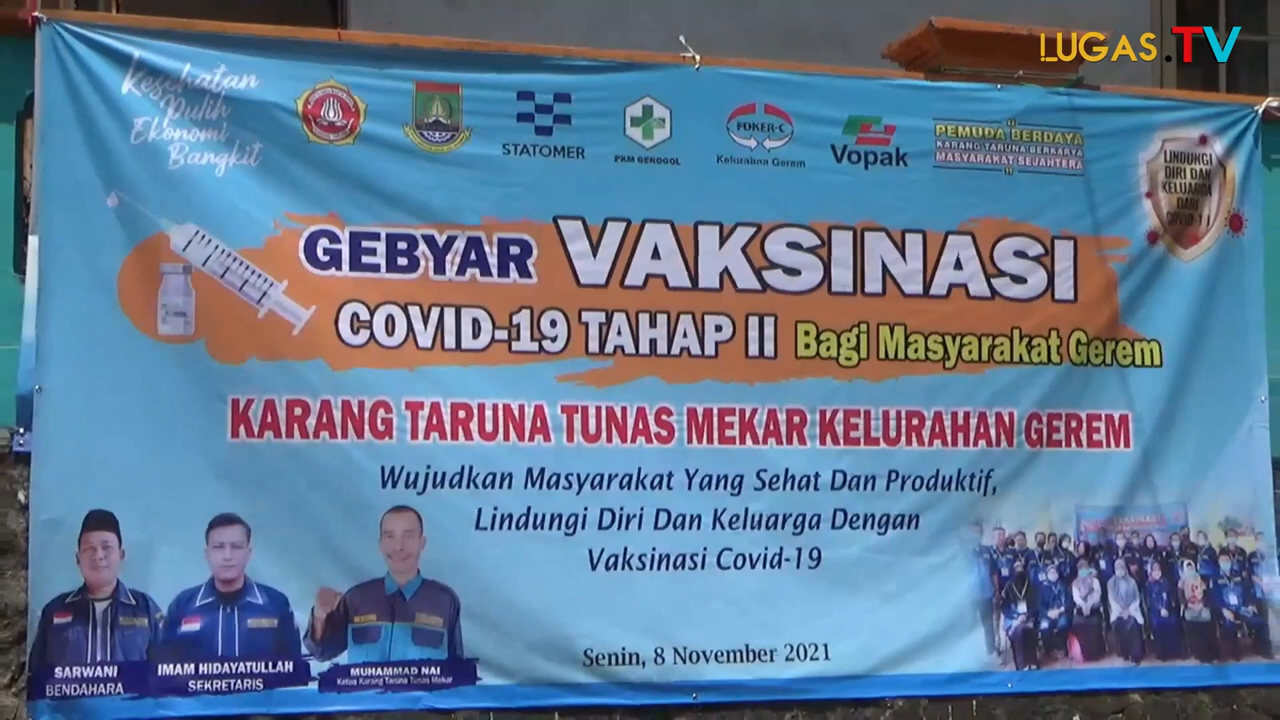 LUGAS.TV
Kesehatan
Pulih
Ekonomi
Bangkit
STATOMER
PKM GEROGOL
FOKER-C
Kelurahan Gerem
Vopak
"PEMUDA BERDAYA
KARANG TARUNA BERKARYA
MASYARAKAT SEJAHTERA"
LINDUNGI
DIRI DAN
KELUARGA
DARI
GEBYAR VAKSINASI
COVID-19 TAHAP II Bagi Masyarakat Gerem
KARANG TARUNA TUNAS MEKAR KELURAHAN GEREM
Wujudkan Masyarakat Yang Sehat Dan Produktif,
Lindungi Diri Dan Keluarga Dengan
Vaksinasi Covid-19
Senin, 8 November 2021
SARWANI
BENDAHARA
IMAM HIDAYATULLAH
SEKRETARIS
MUHAMMAD NAI
Ketua Karang Taruna Tunas Mekar